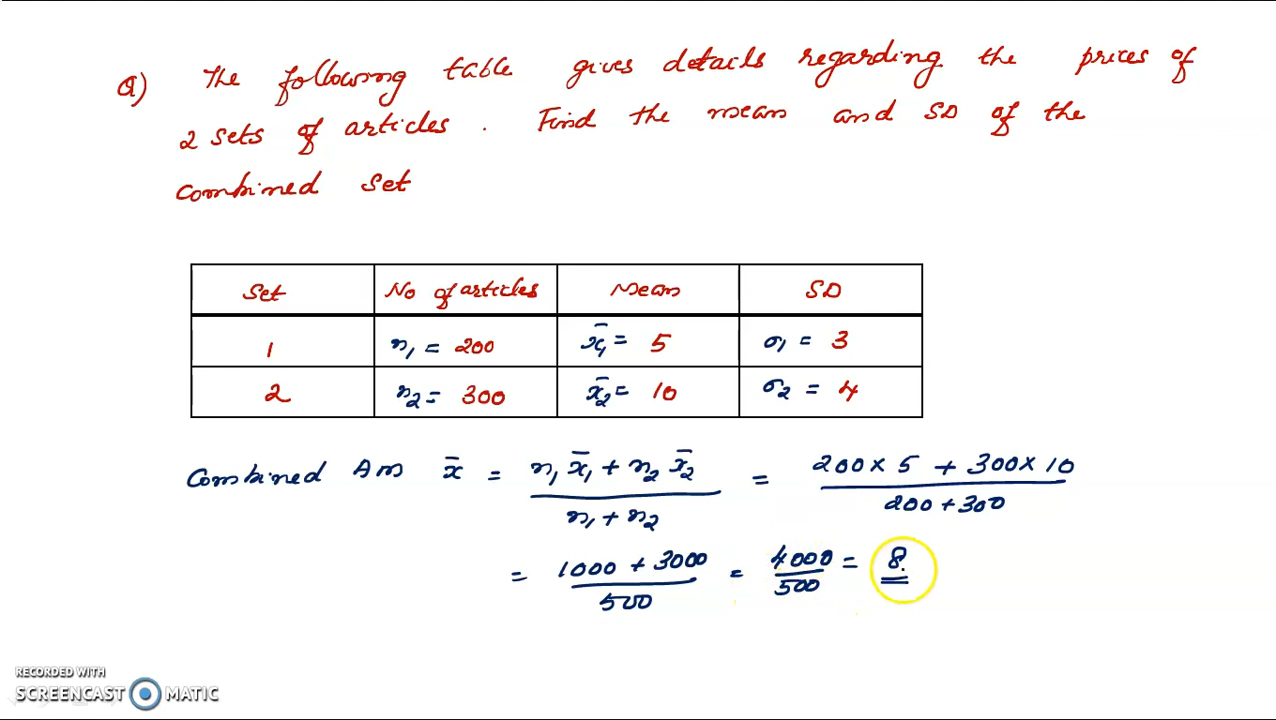 Q) The following table gives details regarding the prices of
2 sets of articles. Find the mean and SD of the
combined set
Set No of articles Mean SD
1 n₁ = 200 x̄₁ = 5 σ₁ = 3
2 n₂ = 300 x̄₂ = 10 σ₂ = 4
Combined AM x̄ = (n₁ x̄₁ + n₂ x̄₂) / (n₁ + n₂) = (200 × 5 + 300 × 10) / (200 + 300)
= (1000 + 3000) / 500 = 4000 / 500 = 8.
RECORDED WITH
SCREENCAST MATIC